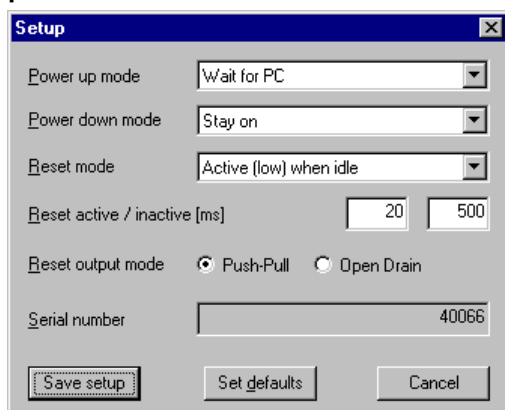 Setup
Power up mode Wait for PC
Power down mode Stay on
Reset mode Active (low) when idle
Reset active / inactive [ms] 20 500
Reset output mode Push-Pull Open Drain
Serial number 40066
Save setup Set defaults Cancel